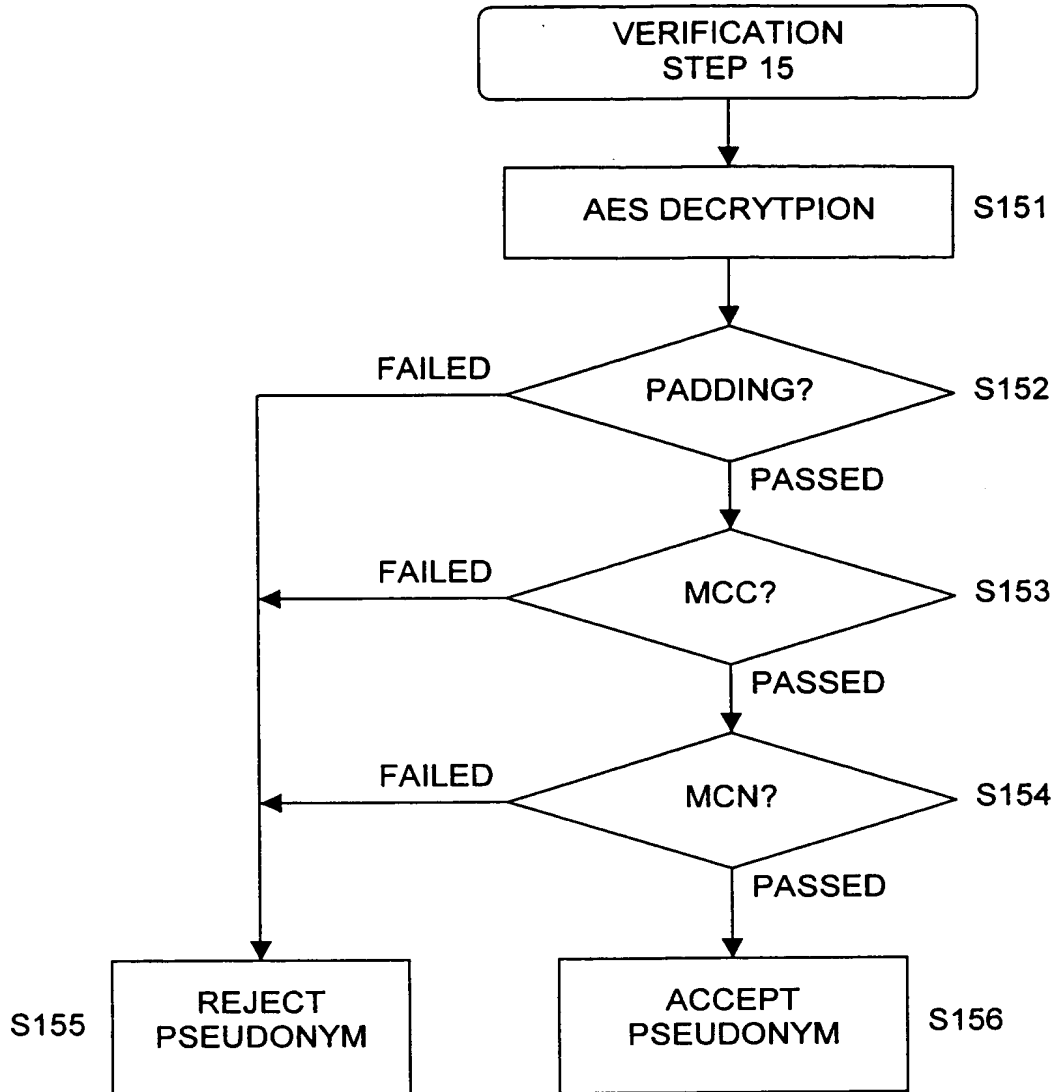 VERIFICATION
STEP 15
AES DECRYTPION
S151
FAILED
PADDING?
S152
PASSED
FAILED
MCC?
S153
PASSED
FAILED
MCN?
S154
PASSED
S155
REJECT
PSEUDONYM
ACCEPT
PSEUDONYM
S156